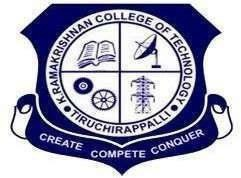 K.RAMAKRISHNAN COLLEGE OF TECHNOLOGY
• TIRUCHIRAPPALLI •
CREATE COMPETE CONQUER